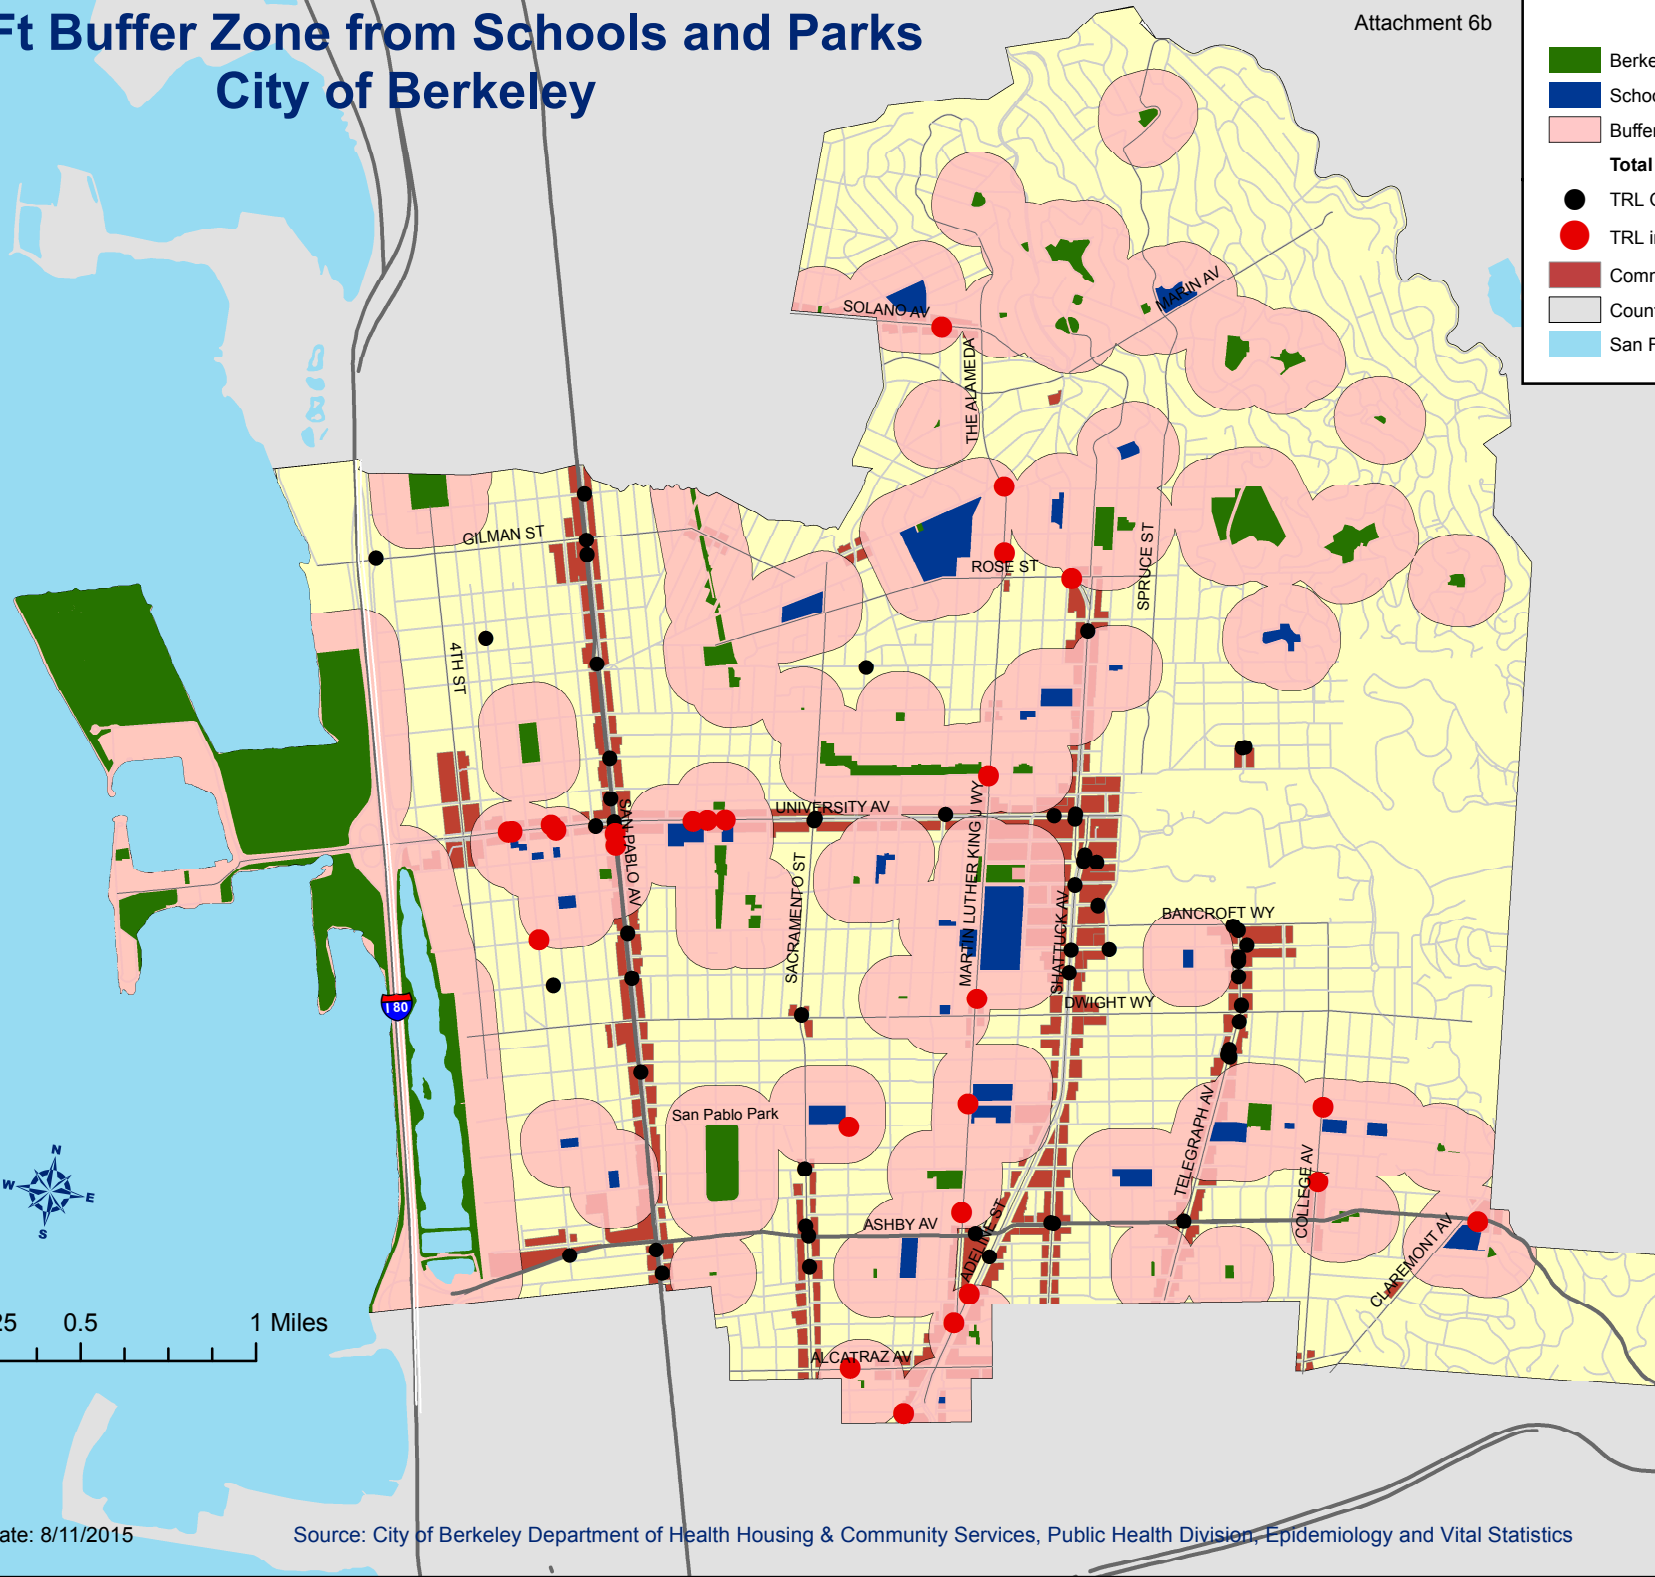 Ft Buffer Zone from Schools and Parks
City of Berkeley
Attachment 6b
Berke
Schoo
Buffer
Total
TRL
TRL i
Comm
Count
San F
SOLANO AV
MARIN AV
THE ALAMEDA
GILMAN ST
ROSE ST
SPRUCE ST
4TH ST
UNIVERSITY AV
SAN PABLO AV
SACRAMENTO ST
MARTIN LUTHER KING J WY
SHATTUCK AV
BANCROFT WY
I 80
DWIGHT WY
San Pablo Park
TELEGRAPH AV
COLLEGE AV
N
W
E
S
ASHBY AV
ADELINE ST
CLAREMONT AV
ALCATRAZ AV
25 0.5 1 Miles
ate: 8/11/2015
Source: City of Berkeley Department of Health Housing & Community Services, Public Health Division, Epidemiology and Vital Statistics